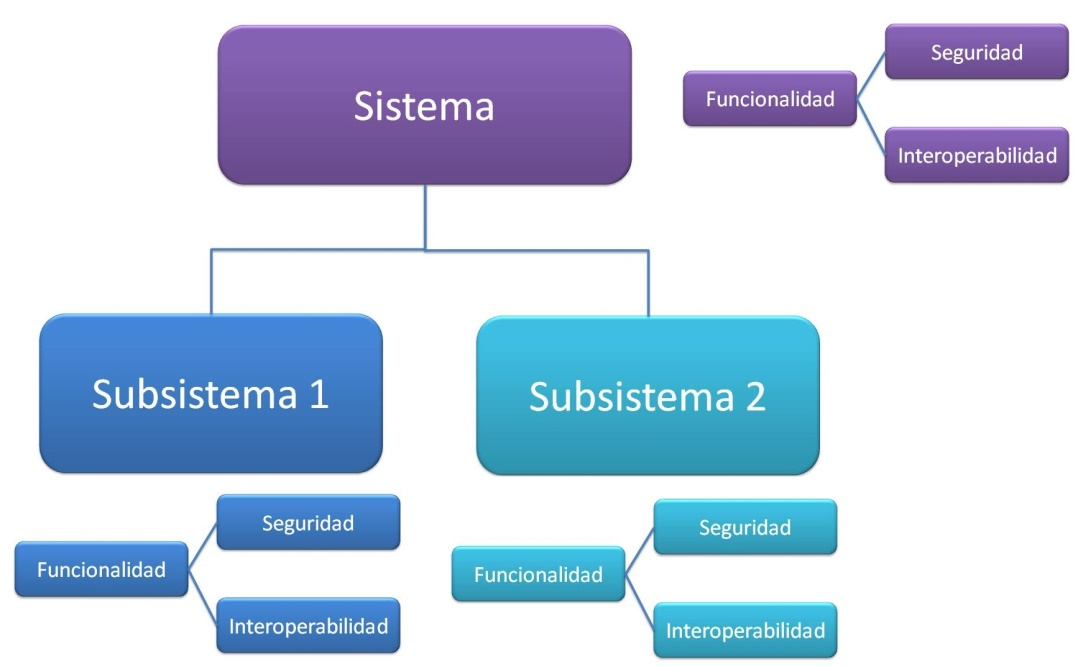 Sistema
Funcionalidad
Seguridad
Interoperabilidad
Subsistema 1
Subsistema 2
Funcionalidad
Seguridad
Interoperabilidad
Funcionalidad
Seguridad
Interoperabilidad